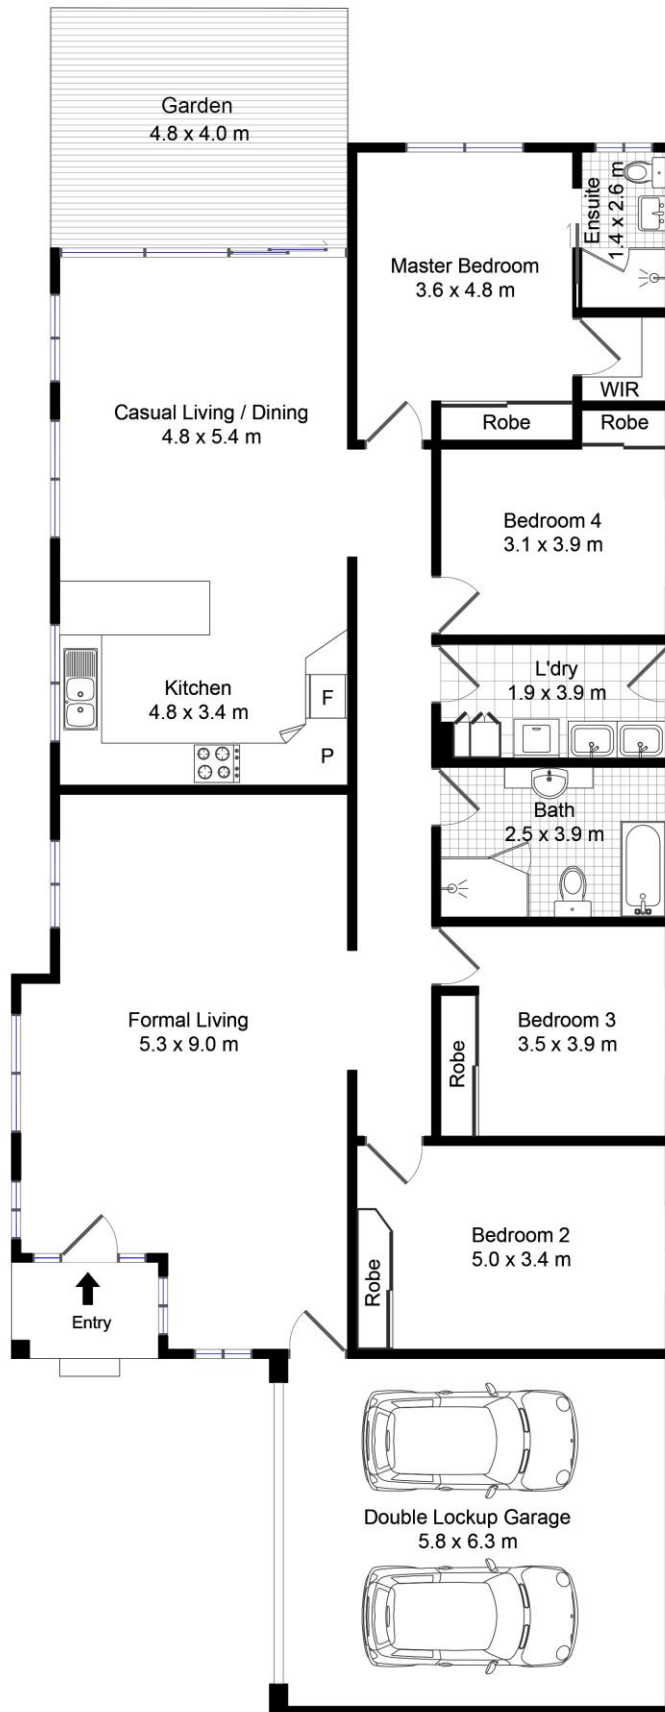 Garden
4.8 x 4.0 m
Ensuite
1.4 x 2.6 m
Master Bedroom
3.6 x 4.8 m
WIR
Robe
Robe
Casual Living / Dining
4.8 x 5.4 m
Bedroom 4
3.1 x 3.9 m
L'dry
1.9 x 3.9 m
Kitchen
4.8 x 3.4 m
F
P
Bath
2.5 x 3.9 m
Formal Living
5.3 x 9.0 m
Bedroom 3
3.5 x 3.9 m
Robe
Bedroom 2
5.0 x 3.4 m
Robe
Entry
Double Lockup Garage
5.8 x 6.3 m